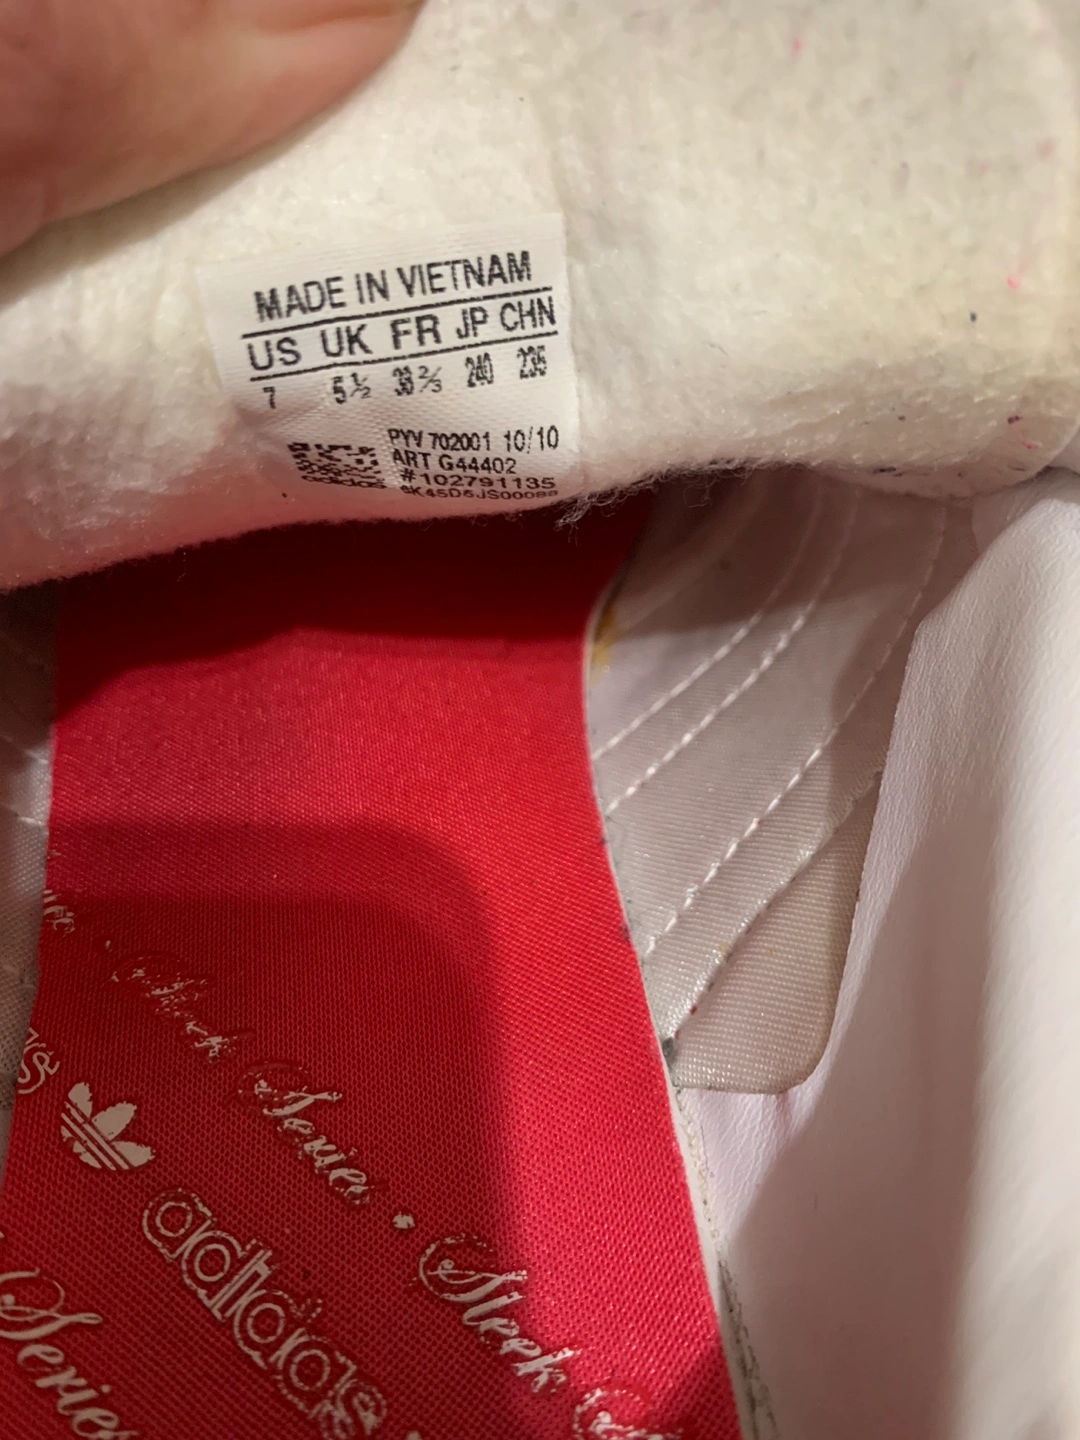 MADE IN VIETNAM
US UK FR JP CHN
7 5½ 38⅔ 240 235
PYV 702001 10/10
ART G44402
#102791135
adidas
Sleek Series • Sleek
adidas
Series